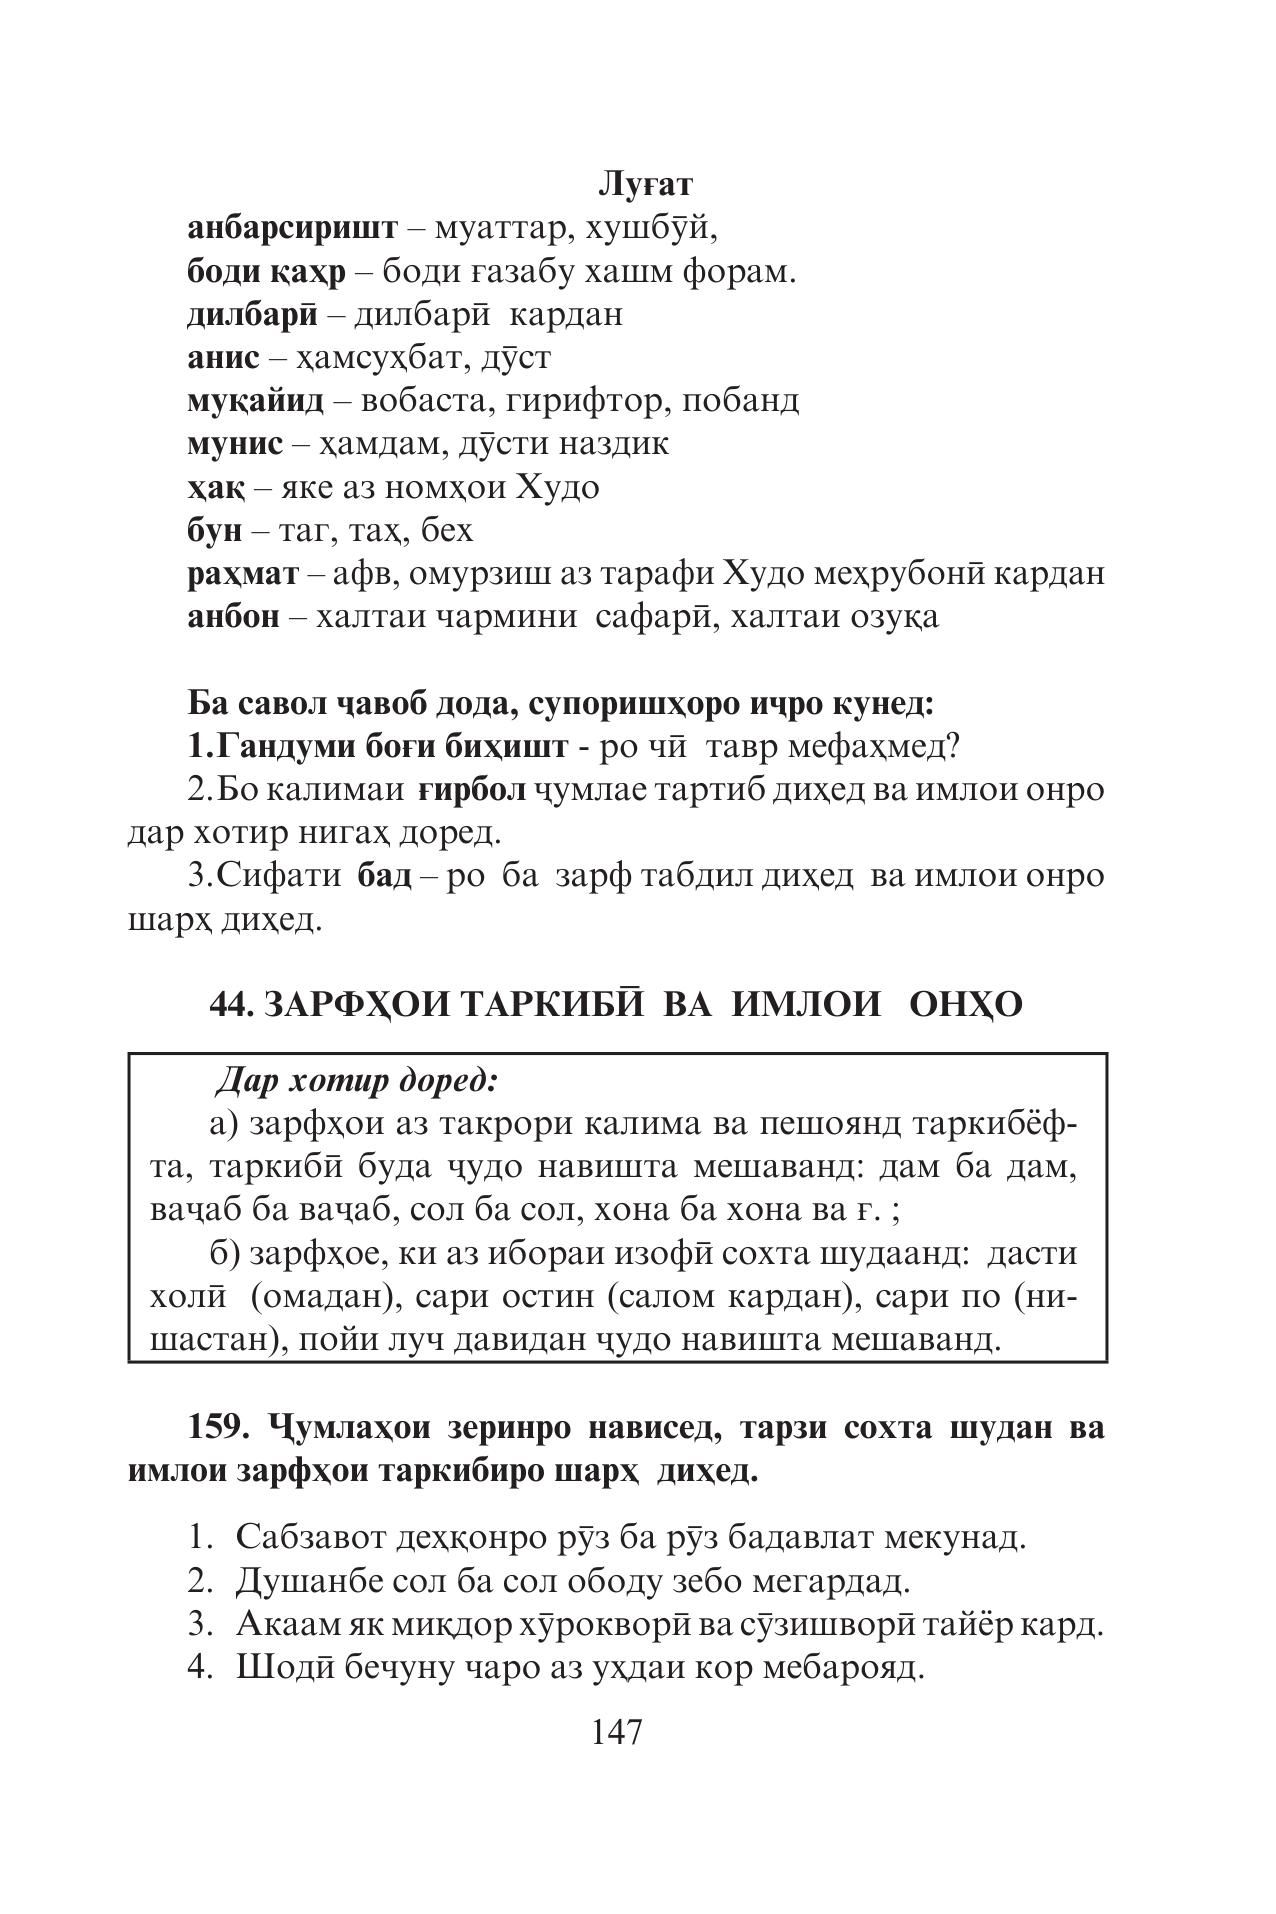 Луғат
анбарсиришт – муаттар, хушбӯй,
боди қаҳр – боди ғазабу хашм форам.
дилбарӣ – дилбарӣ кардан
анис – ҳамсуҳбат, дӯст
муқайид – вобаста, гирифтор, побанд
мунис – ҳамдам, дӯсти наздик
ҳақ – яке аз номҳои Худо
бун – таг, таҳ, бех
раҳмат – афв, омурзиш аз тарафи Худо меҳрубонӣ кардан
анбон – халтаи чармини сафарӣ, халтаи озуқа
Ба савол ҷавоб дода, супоришҳоро иҷро кунед:
1.Гандуми боғи биҳишт - ро чӣ тавр мефаҳмед?
2.Бо калимаи ғирбол ҷумлае тартиб диҳед ва имлои онро
дар хотир нигаҳ доред.
3.Сифати бад – ро ба зарф табдил диҳед ва имлои онро
шарҳ диҳед.
44. ЗАРФҲОИ ТАРКИБӢ ВА ИМЛОИ ОНҲО
Дар хотир доред:
а) зарфҳои аз такрори калима ва пешоянд таркибёф-
та, таркибӣ буда ҷудо навишта мешаванд: дам ба дам,
ваҷаб ба ваҷаб, сол ба сол, хона ба хона ва ғ. ;
б) зарфҳое, ки аз ибораи изофӣ сохта шудаанд: дасти
холӣ (омадан), сари остин (салом кардан), сари по (ни-
шастан), пойи луч давидан ҷудо навишта мешаванд.
159. Ҷумлаҳои зеринро нависед, тарзи сохта шудан ва
имлои зарфҳои таркибиро шарҳ диҳед.
1. Сабзавот деҳқонро рӯз ба рӯз бадавлат мекунад.
2. Душанбе сол ба сол ободу зебо мегардад.
3. Акаам як миқдор хӯрокворӣ ва сӯзишворӣ тайёр кард.
4. Шодӣ бечуну чаро аз уҳдаи кор мебарояд.
147